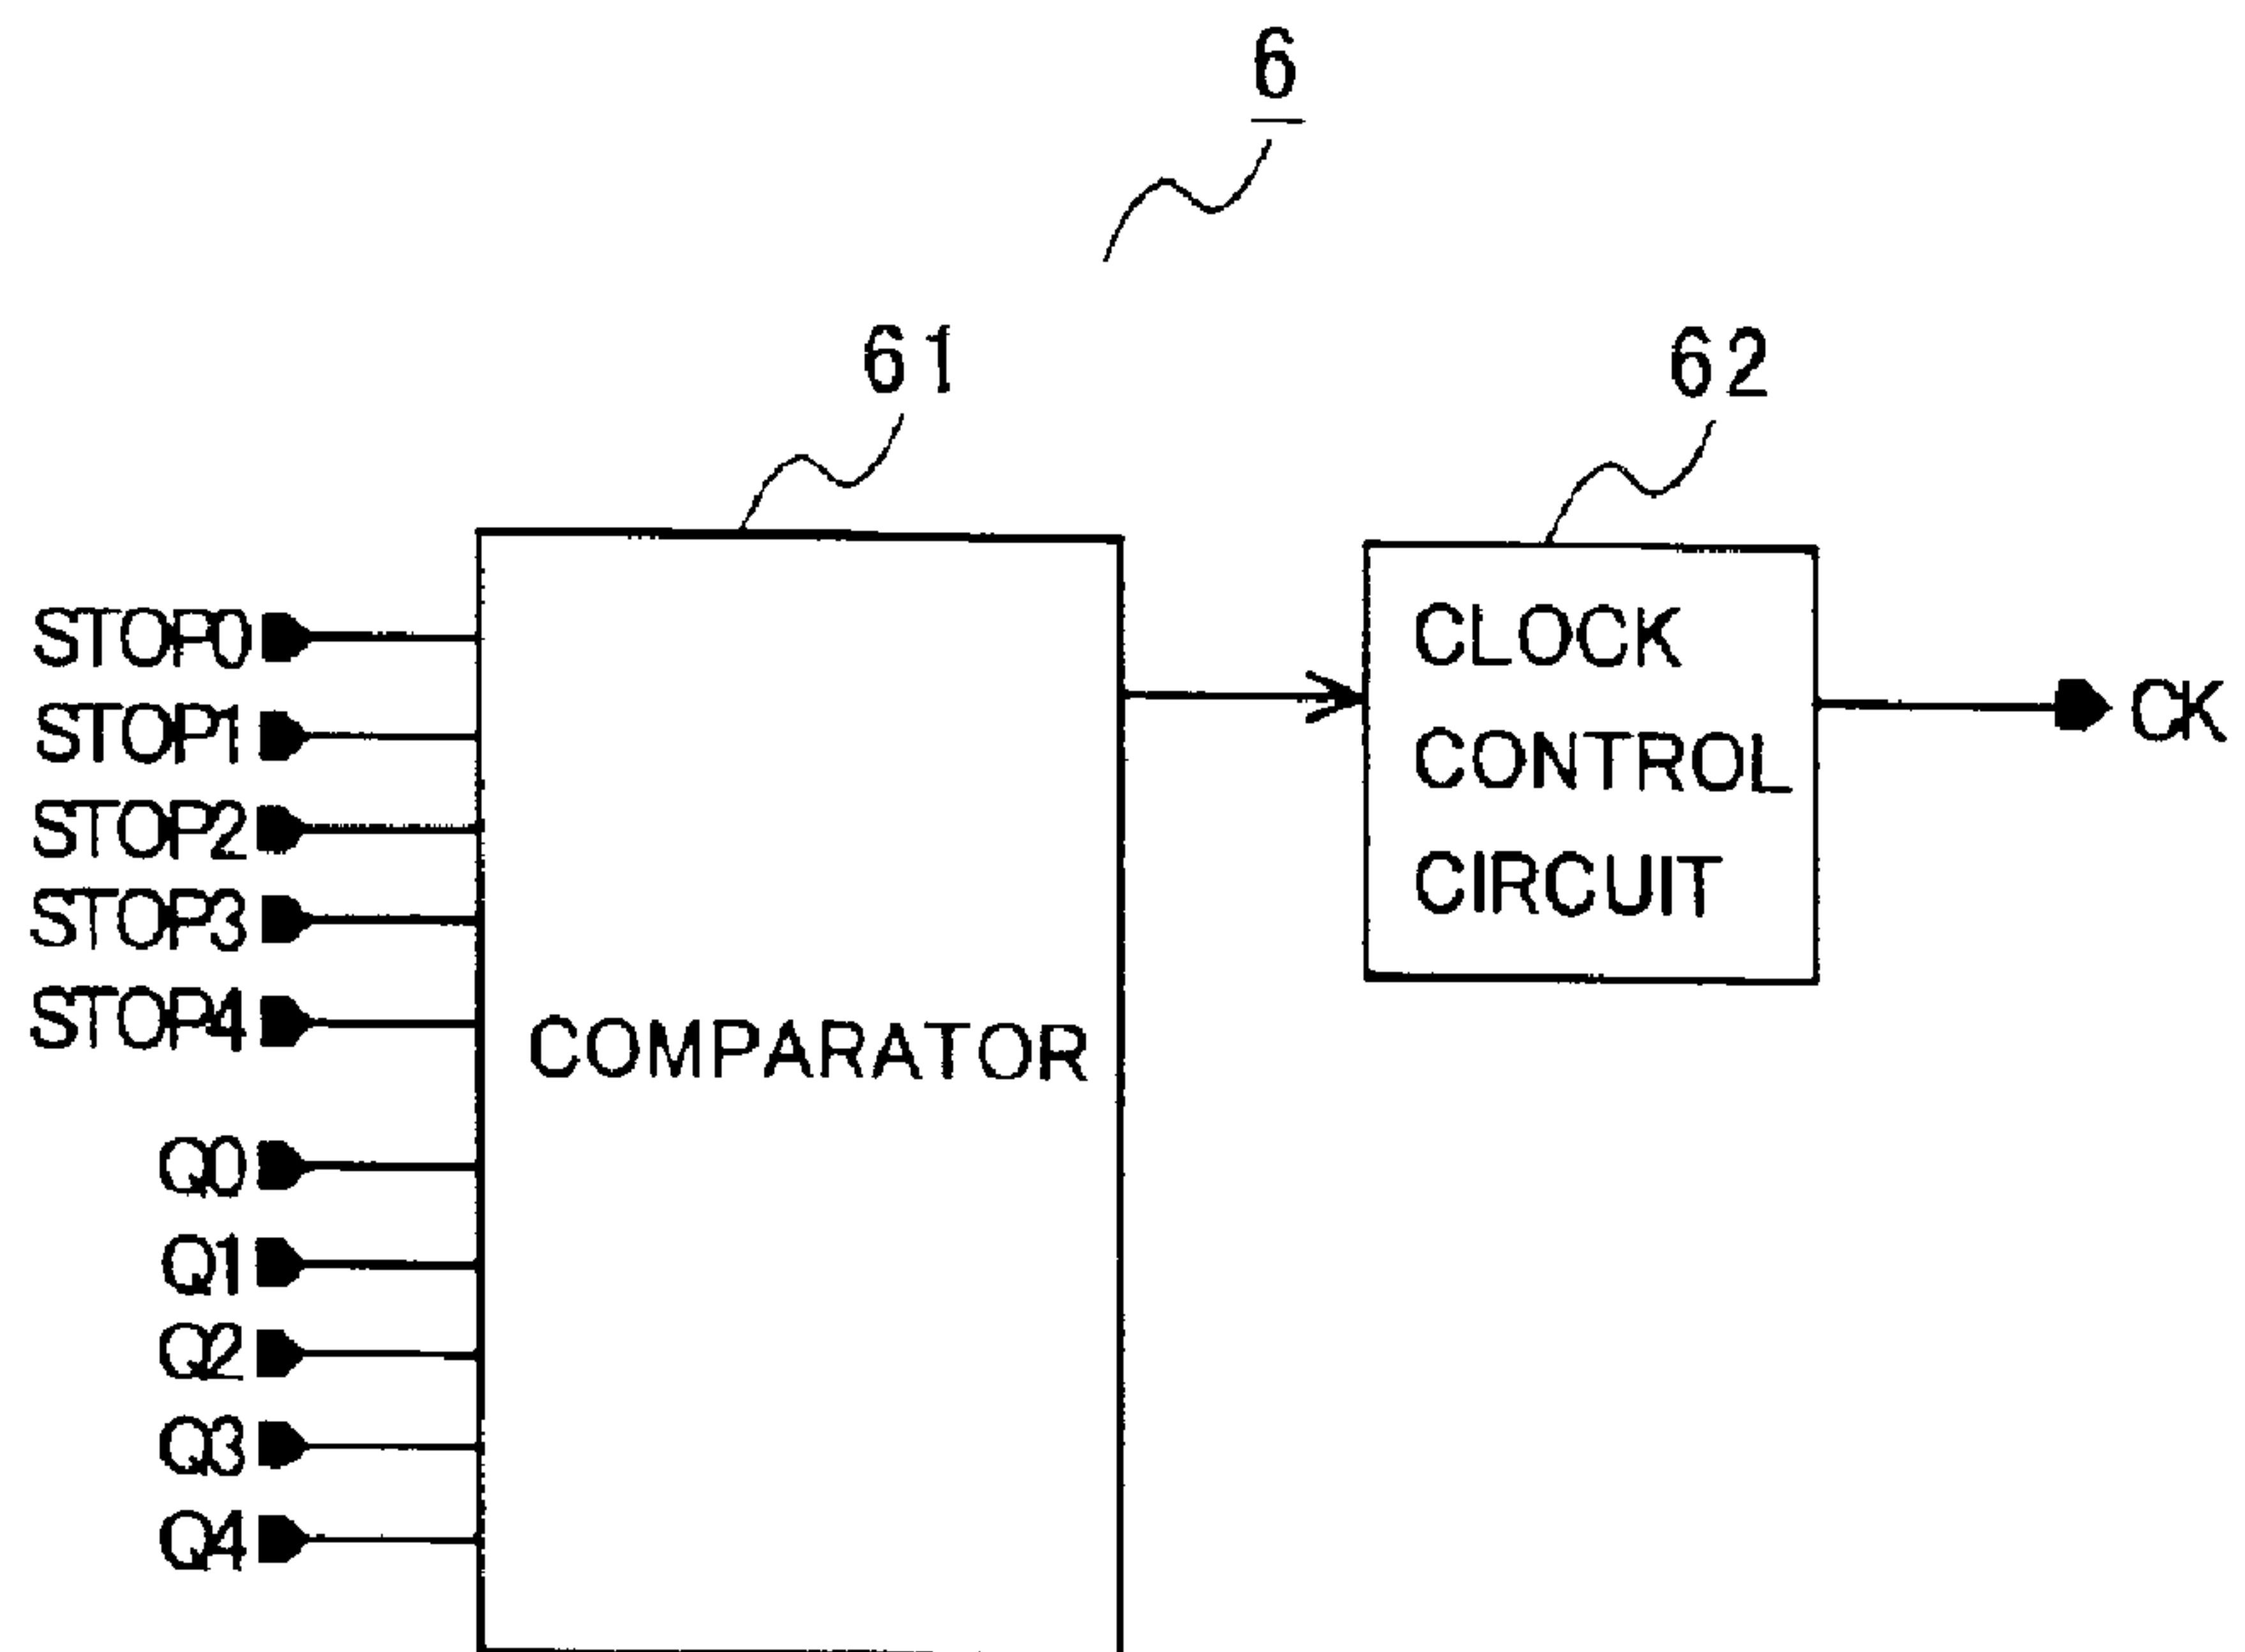 6
61
62
STOP0
STOP1
STOP2
STOP3
STOP4
Q0
Q1
Q2
Q3
Q4
COMPARATOR
CLOCK
CONTROL
CIRCUIT
CK